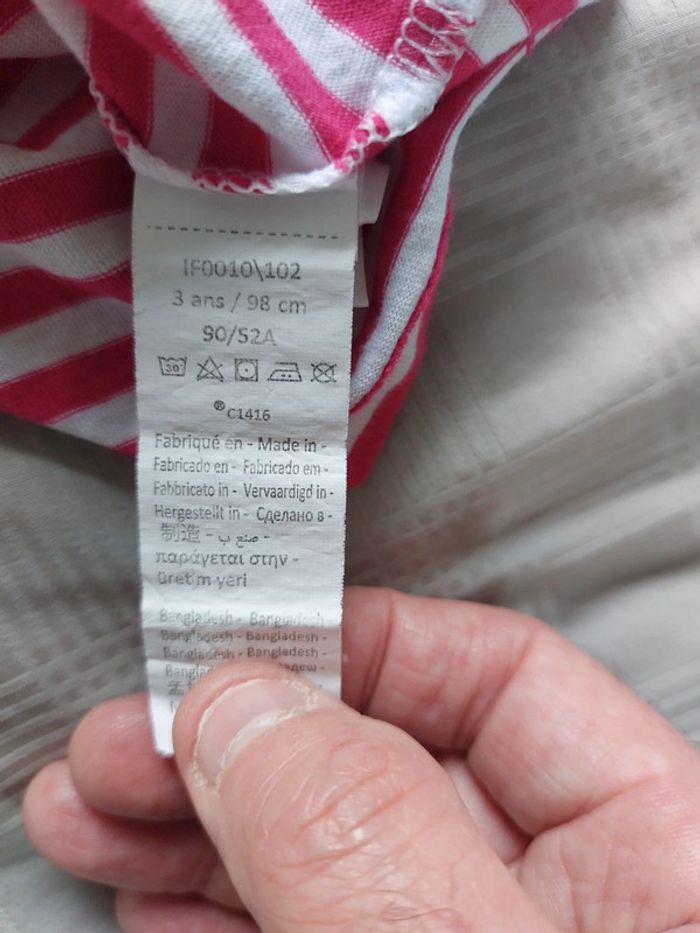 IF0010\102
3 ans / 98 cm
90/52A
30°
®C1416
Fabriqué en - Made in -
Fabricado en - Fabricado em -
Fabbricato in - Vervaardigd in -
Hergestellt in - Сделано в -
制造 - صنع ب -
παράγεται στην -
üretim yeri
Bangladesh - Bangladesh
Bangladesh - Bangladesh -
Bangladesh - Bangladesh -